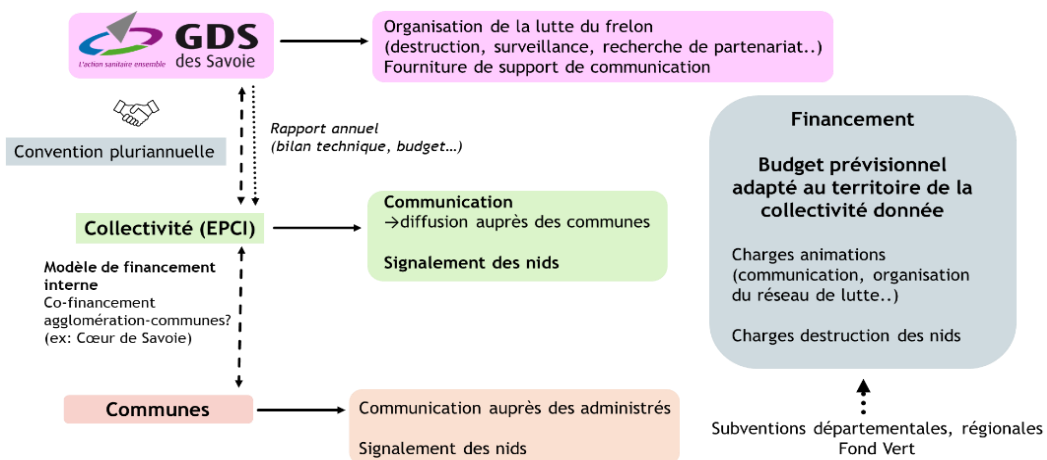 GDS
des Savoie
L'action sanitaire ensemble
Organisation de la lutte du frelon
(destruction, surveillance, recherche de partenariat..)
Fourniture de support de communication
Convention pluriannuelle
Rapport annuel
(bilan technique, budget…)
Collectivité (EPCI)
Communication
→diffusion auprès des communes
Signalement des nids
Modèle de financement
interne
Co-financement
agglomération-communes?
(ex: Cœur de Savoie)
Communes
Communication auprès des administrés
Signalement des nids
Financement
Budget prévisionnel
adapté au territoire de la
collectivité donnée
Charges animations
(communication, organisation
du réseau de lutte..)
Charges destruction des nids
Subventions départementales, régionales
Fond Vert